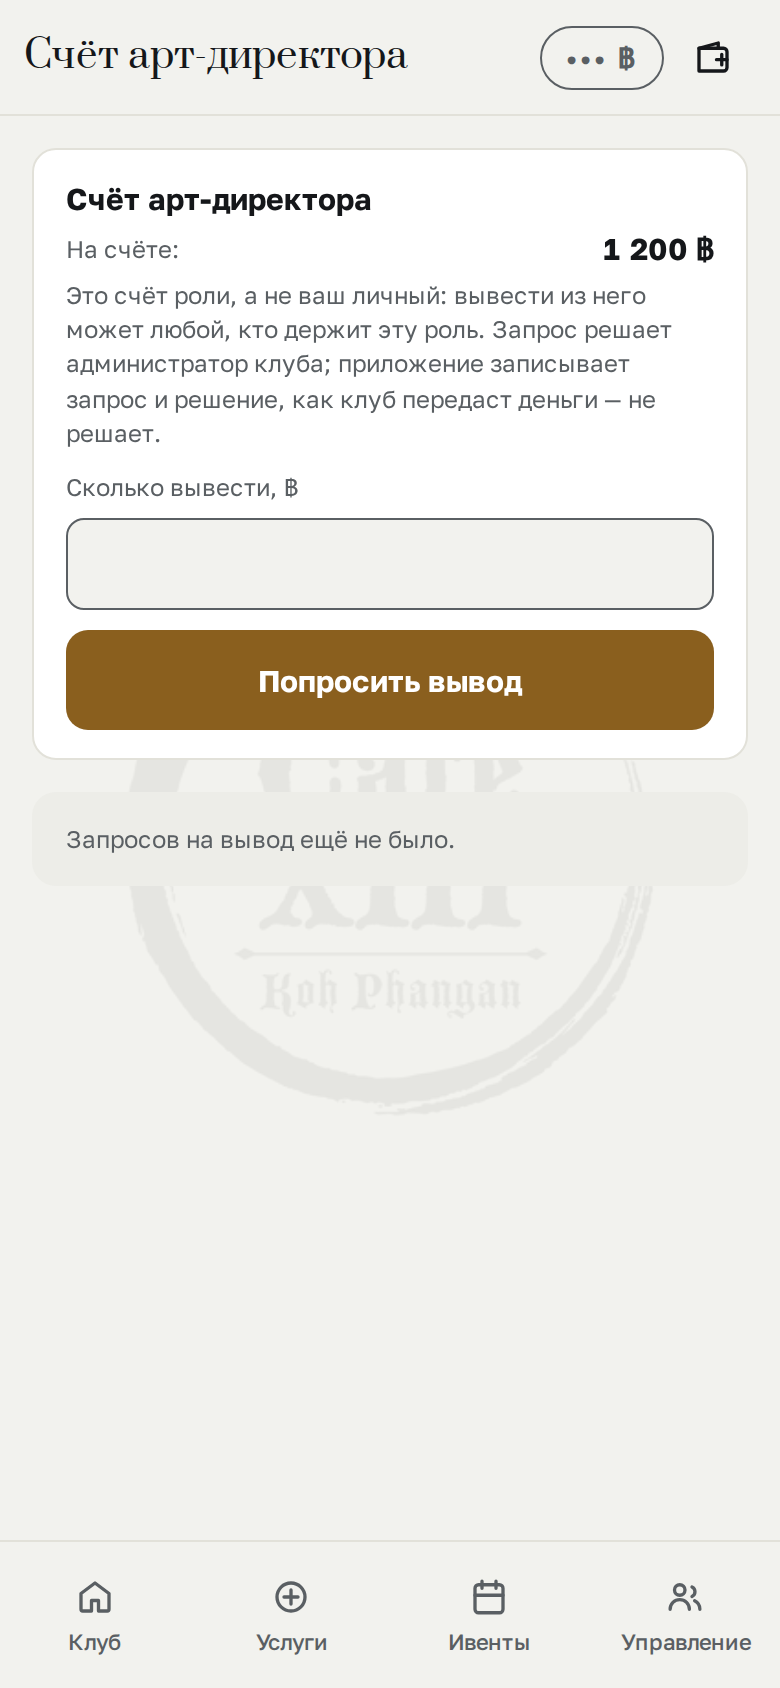 Счёт арт-директора
••• ฿
Счёт арт-директора
На счёте:
1 200 ฿
Это счёт роли, а не ваш личный: вывести из него
может любой, кто держит эту роль. Запрос решает
администратор клуба; приложение записывает
запрос и решение, как клуб передаст деньги — не
решает.
Сколько вывести, ฿
Попросить вывод
Запросов на вывод ещё не было.
XIII
Koh Phangan
Клуб
Услуги
Ивенты
Управление